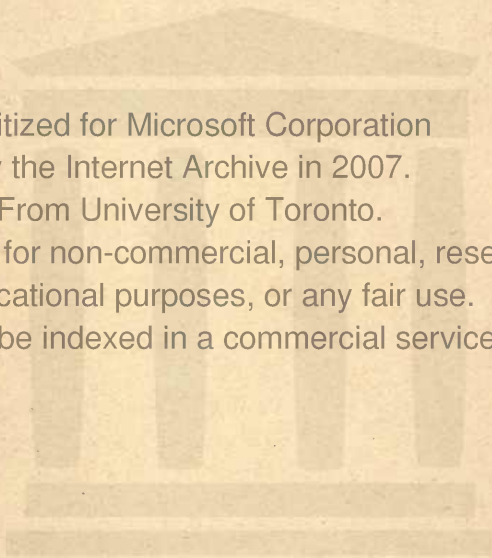 itized for Microsoft Corporation
the Internet Archive in 2007.
From University of Toronto.
for non-commercial, personal, rese
cational purposes, or any fair use.
be indexed in a commercial service